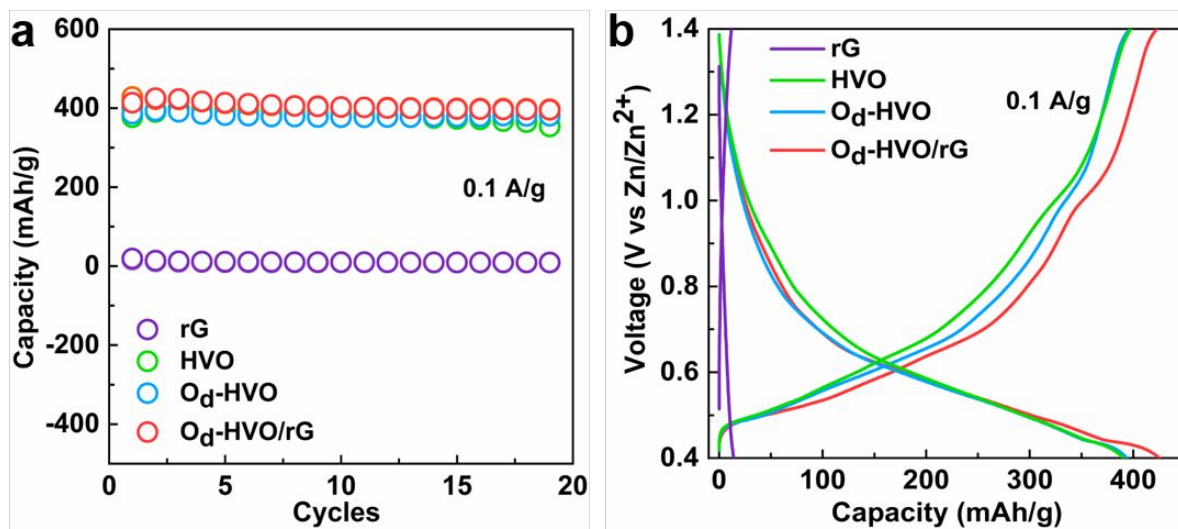 a
Capacity (mAh/g)
600
400
200
0
-200
-400
0.1 A/g
rG
HVO
Od-HVO
Od-HVO/rG
0 5 10 15 20
Cycles
b
Voltage (V vs Zn/Zn2+)
1.4
1.2
1.0
0.8
0.6
0.4
rG
HVO
Od-HVO
Od-HVO/rG
0.1 A/g
0 100 200 300 400
Capacity (mAh/g)